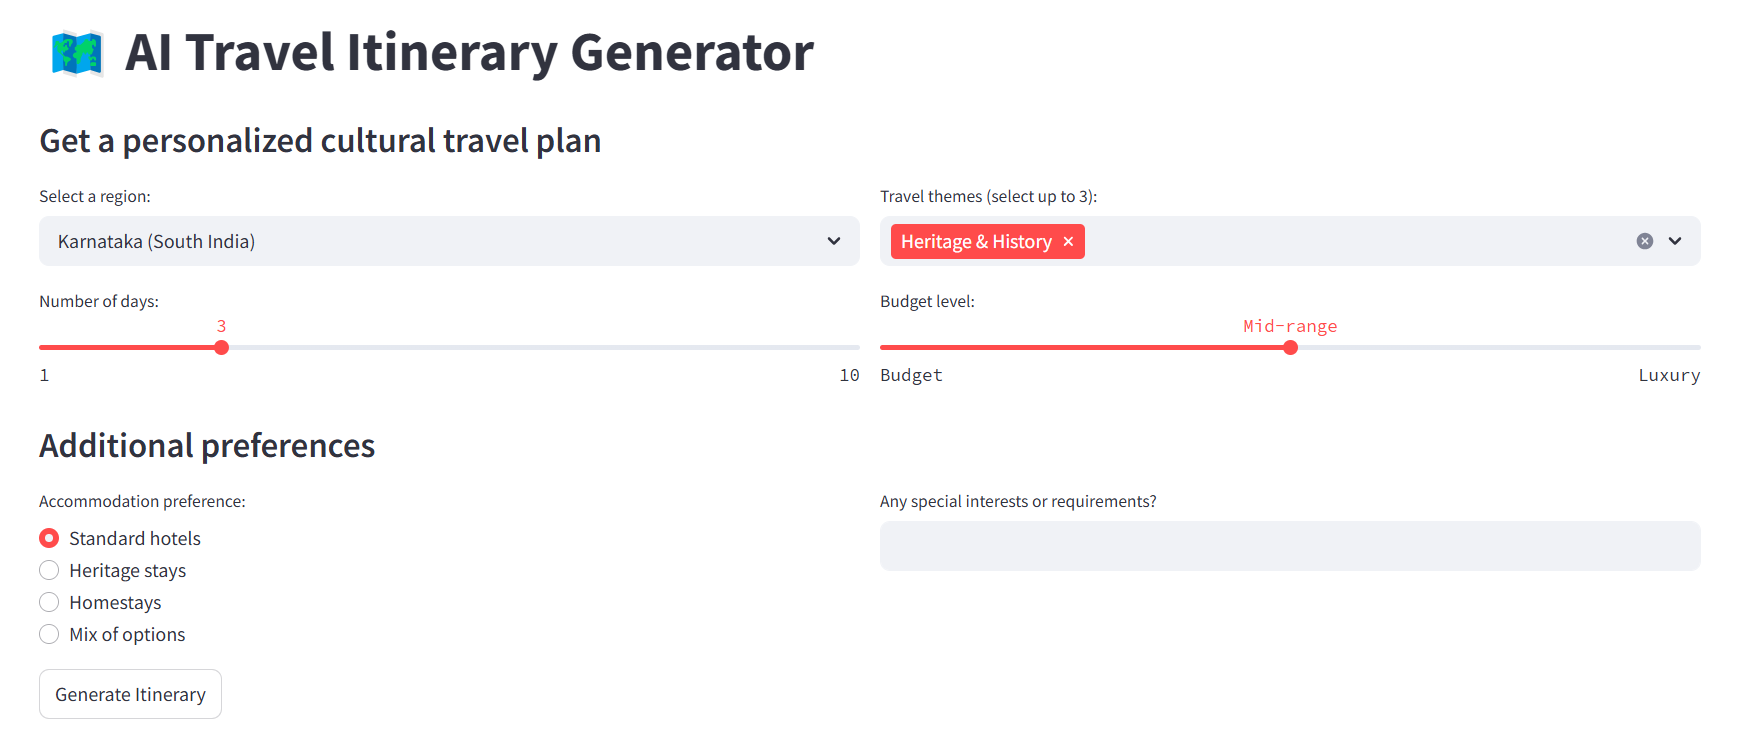 AI Travel Itinerary Generator
Get a personalized cultural travel plan
Select a region:
Karnataka (South India)
Travel themes (select up to 3):
Heritage & History ×
Number of days:
3
1 10
Budget level:
Mid-range
Budget Luxury
Additional preferences
Accommodation preference:
Standard hotels
Heritage stays
Homestays
Mix of options
Any special interests or requirements?
Generate Itinerary